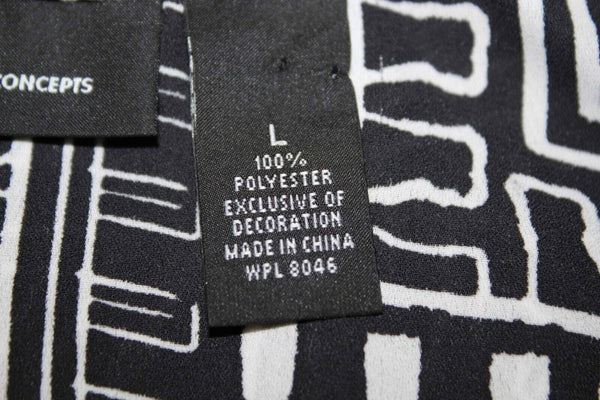 CONCEPTS
L
100%
POLYESTER
EXCLUSIVE OF
DECORATION
MADE IN CHINA
WPL 8046